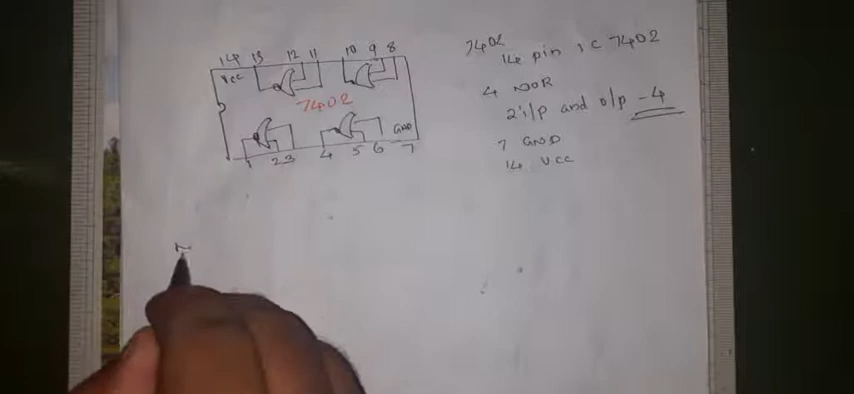 14 13 12 11 10 9 8
Vcc
7402
GND
1 2 3 4 5 6 7
7402
14 pin IC 7402
4 NOR
2 i/p and o/p - 4
7 GND
14 Vcc